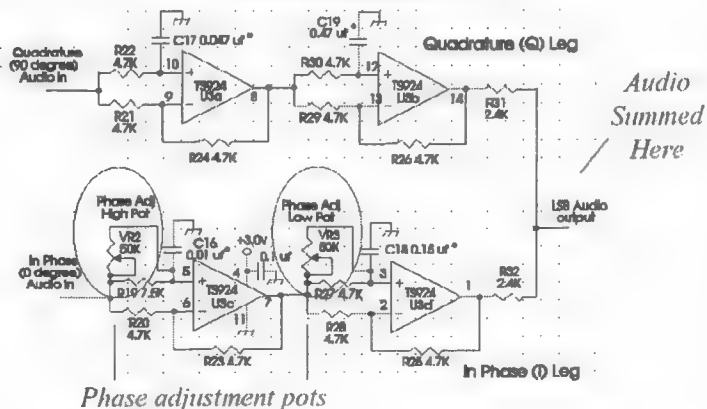 C17 0.047 uf*
C19
0.47 uf*
Quadrature (Q) Leg
Quadrature
(90 degrees)
Audio In
R22
4.7K
10
+
R30 4.7K
12
+
TS924
U3a
8
TS924
U3b
14
9
-
13
-
R21
4.7K
R29 4.7K
R31
2.4K
R24 4.7K
R26 4.7K
Audio
Summed
Here
Phase Adj
High Pot
Phase Adj
Low Pot
LSB Audio
output
VR2
50K
C16
0.01 uf*
+3.0v
0.1 uf
VR3
50K
C18 0.15 uf*
In Phase
(0 degree)
Audio In
R19 7.5K
5
+
4
R27 4.7K
3
+
R32
2.4K
TS924
U3c
7
TS924
U3d
1
6
-
11
2
-
R20
4.7K
R28
4.7K
R23 4.7K
R25 4.7K
In Phase (I) Leg
Phase adjustment pots